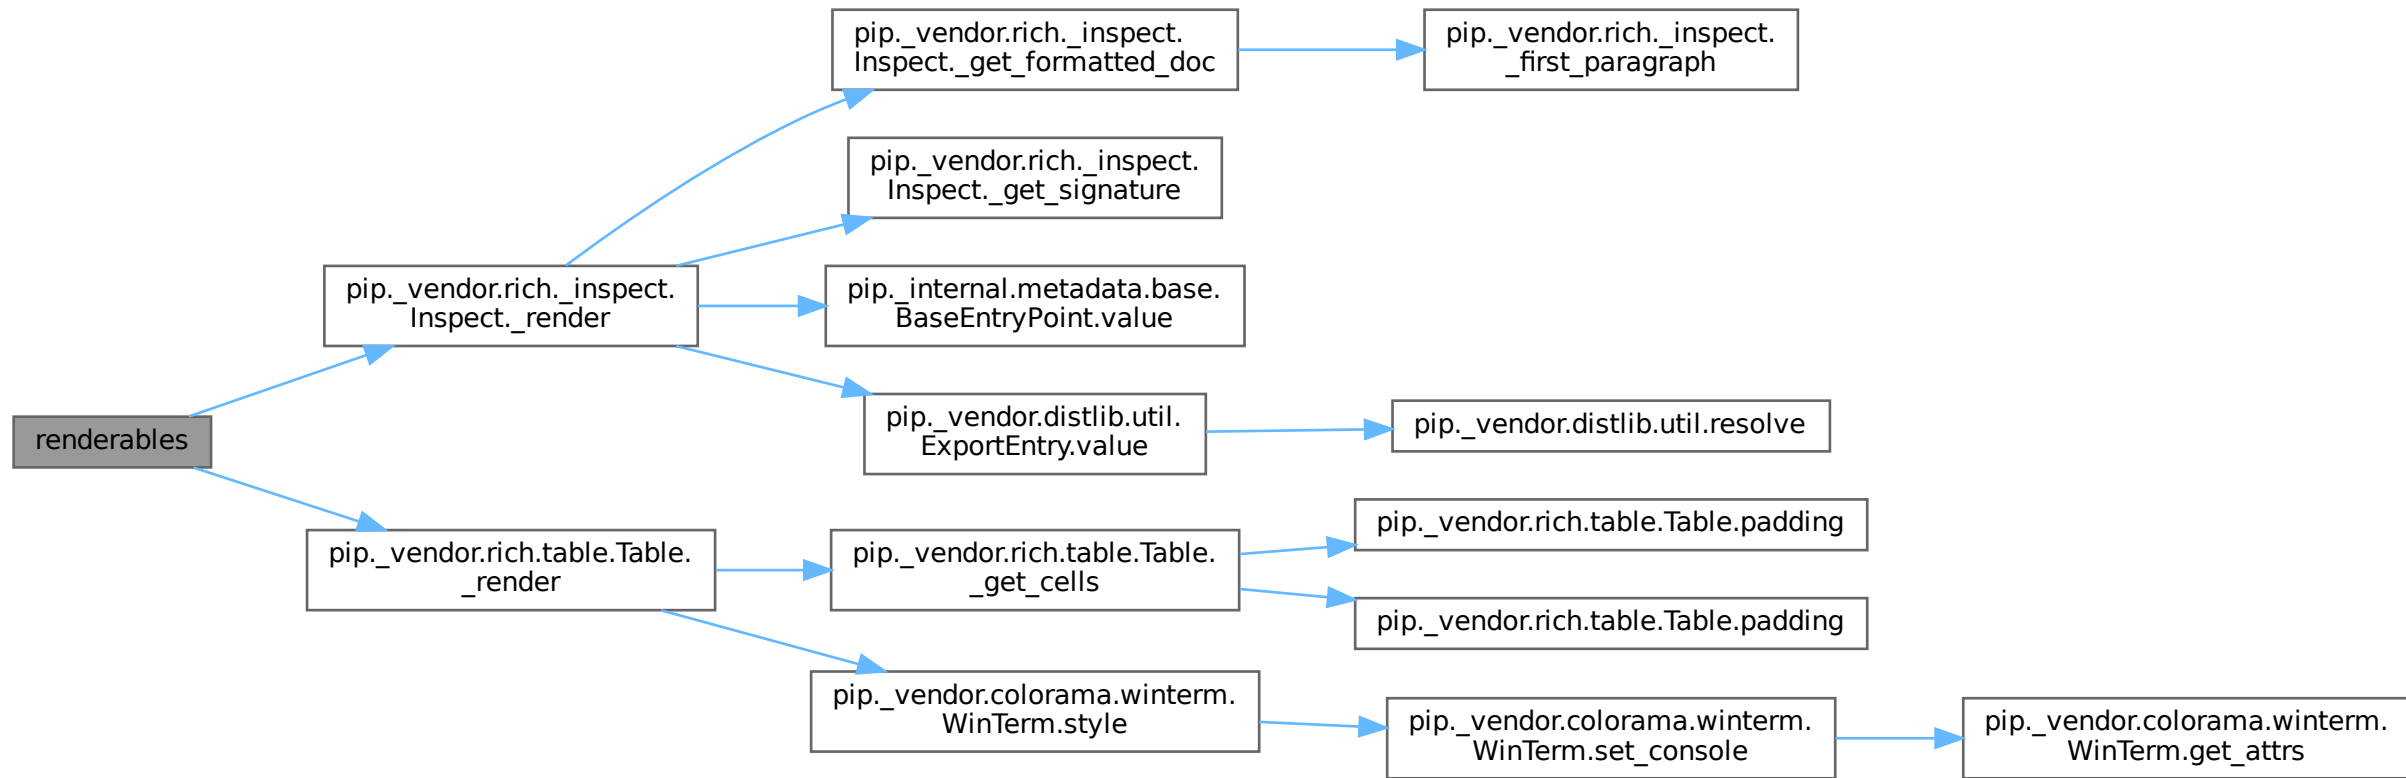 renderables
pip._vendor.rich._inspect.
Inspect._render
pip._vendor.rich._inspect.
Inspect._get_formatted_doc
pip._vendor.rich._inspect.
_first_paragraph
pip._vendor.rich._inspect.
Inspect._get_signature
pip._internal.metadata.base.
BaseEntryPoint.value
pip._vendor.distlib.util.
ExportEntry.value
pip._vendor.distlib.util.resolve
pip._vendor.rich.table.Table.
_render
pip._vendor.rich.table.Table.
_get_cells
pip._vendor.rich.table.Table.padding
pip._vendor.rich.table.Table.padding
pip._vendor.colorama.winterm.
WinTerm.style
pip._vendor.colorama.winterm.
WinTerm.set_console
pip._vendor.colorama.winterm.
WinTerm.get_attrs